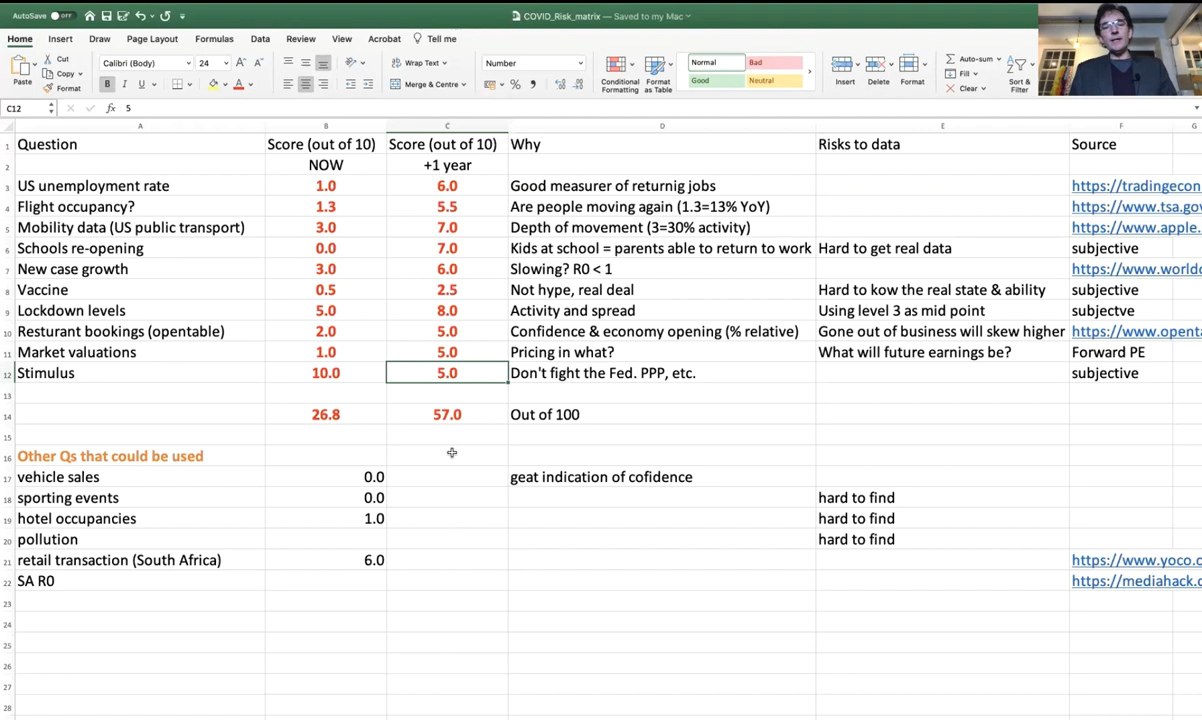 AutoSave OFF COVID_Risk_matrix — Saved to my Mac
Home Insert Draw Page Layout Formulas Data Review View Acrobat Tell me
Paste Cut Copy Format Calibri (Body) 24 A A Wrap Text Merge & Centre Number Conditional Formatting Format as Table Normal Bad Good Neutral Insert Delete Format Auto-sum Fill Clear Sort & Filter
B I U A % 
C12 fx 5
A B C D E F G
1 Question Score (out of 10) Score (out of 10) Why Risks to data Source
2 NOW +1 year
3 US unemployment rate 1.0 6.0 Good measurer of returnig jobs https://tradingecon
4 Flight occupancy? 1.3 5.5 Are people moving again (1.3=13% YoY) https://www.tsa.gov
5 Mobility data (US public transport) 3.0 7.0 Depth of movement (3=30% activity) https://www.apple.
6 Schools re-opening 0.0 7.0 Kids at school = parents able to return to work Hard to get real data subjective
7 New case growth 3.0 6.0 Slowing? R0 < 1 https://www.worldo
8 Vaccine 0.5 2.5 Not hype, real deal Hard to kow the real state & ability subjective
9 Lockdown levels 5.0 8.0 Activity and spread Using level 3 as mid point subjectve
10 Resturant bookings (opentable) 2.0 5.0 Confidence & economy opening (% relative) Gone out of business will skew higher https://www.openta
11 Market valuations 1.0 5.0 Pricing in what? What will future earnings be? Forward PE
12 Stimulus 10.0 5.0 Don't fight the Fed. PPP, etc. subjective
13
14 26.8 57.0 Out of 100
15
16 Other Qs that could be used
17 vehicle sales 0.0 geat indication of cofidence
18 sporting events 0.0 hard to find
19 hotel occupancies 1.0 hard to find
20 pollution hard to find
21 retail transaction (South Africa) 6.0 https://www.yoco.c
22 SA R0 https://mediahack.c
23
24
25
26
27
28